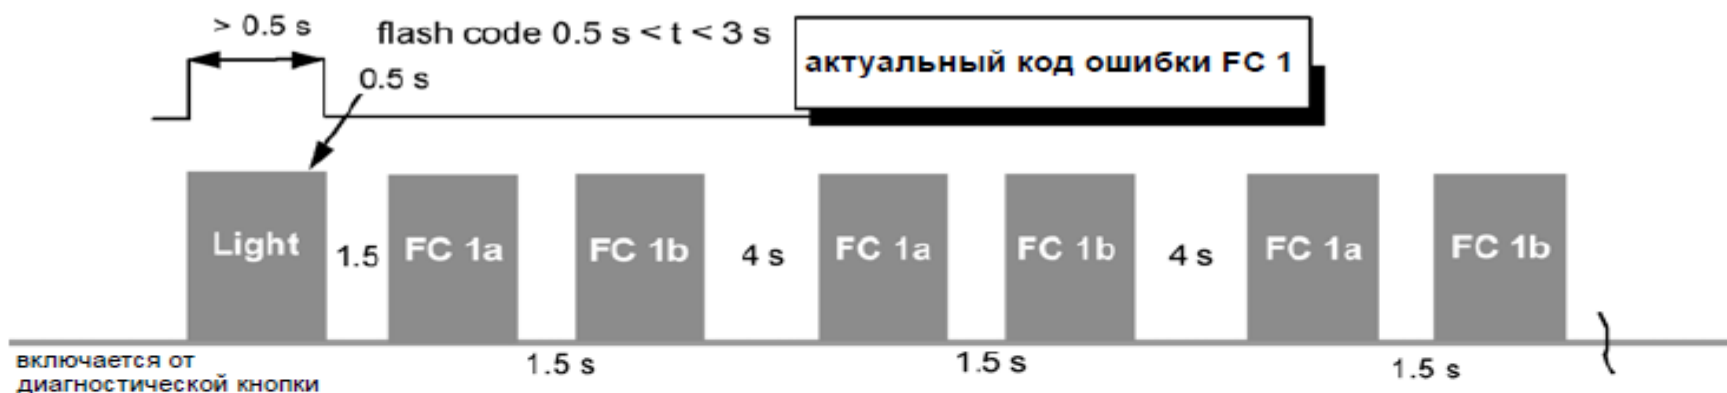 > 0.5 s
flash code 0.5 s < t < 3 s
актуальный код ошибки FC 1
0.5 s
Light
1.5
FC 1a
FC 1b
4 s
FC 1a
FC 1b
4 s
FC 1a
FC 1b
включается от
диагностической кнопки
1.5 s
1.5 s
1.5 s